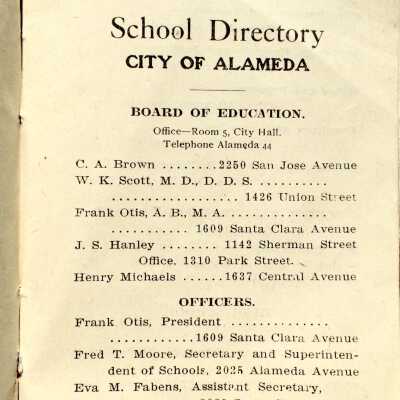 School Directory
CITY OF ALAMEDA
BOARD OF EDUCATION.
Office—Room 5, City Hall.
Telephone Alameda 44
C. A. Brown ........2250 San Jose Avenue
W. K. Scott, M. D., D. D. S. ..........
.................. 1426 Union Street
Frank Otis, A. B., M. A. ..............
........... 1609 Santa Clara Avenue
J. S. Hanley ........ 1142 Sherman Street
Office, 1310 Park Street.
Henry Michaels ...... 1637 Central Avenue
OFFICERS.
Frank Otis, President ..............
...........1609 Santa Clara Avenue
Fred T. Moore, Secretary and Superinten-
dent of Schools, 2025 Alameda Avenue
Eva M. Fabens, Assistant Secretary,